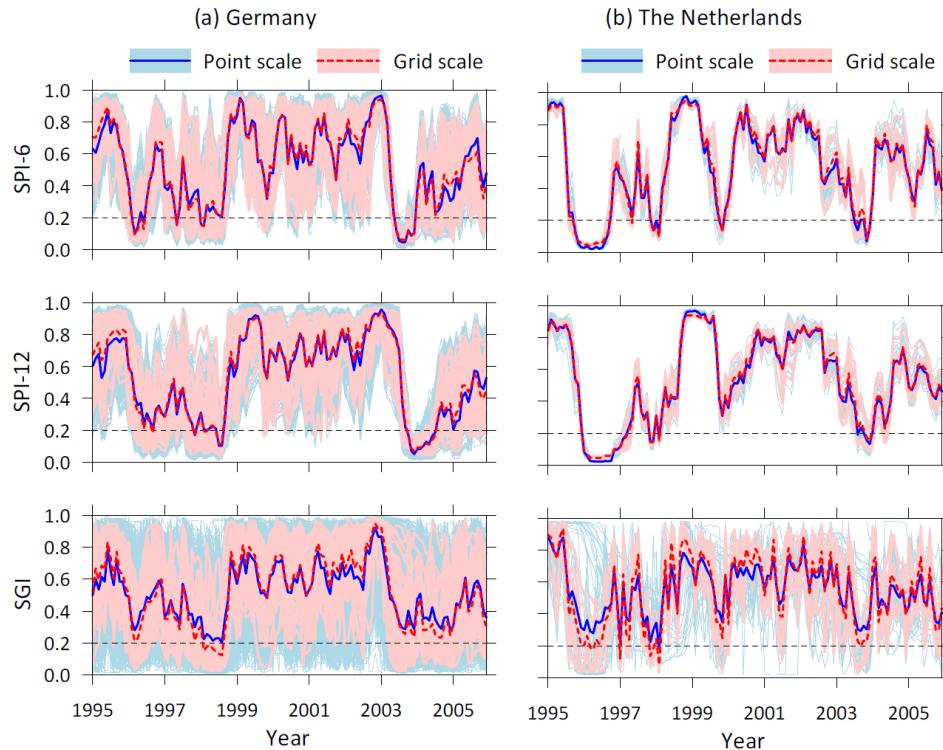 (a) Germany
(b) The Netherlands
Point scale Grid scale
Point scale Grid scale
SPI-6
1.0
0.8
0.6
0.4
0.2
0.0
SPI-12
1.0
0.8
0.6
0.4
0.2
0.0
SGI
1.0
0.8
0.6
0.4
0.2
0.0
1995 1997 1999 2001 2003 2005
Year
1995 1997 1999 2001 2003 2005
Year